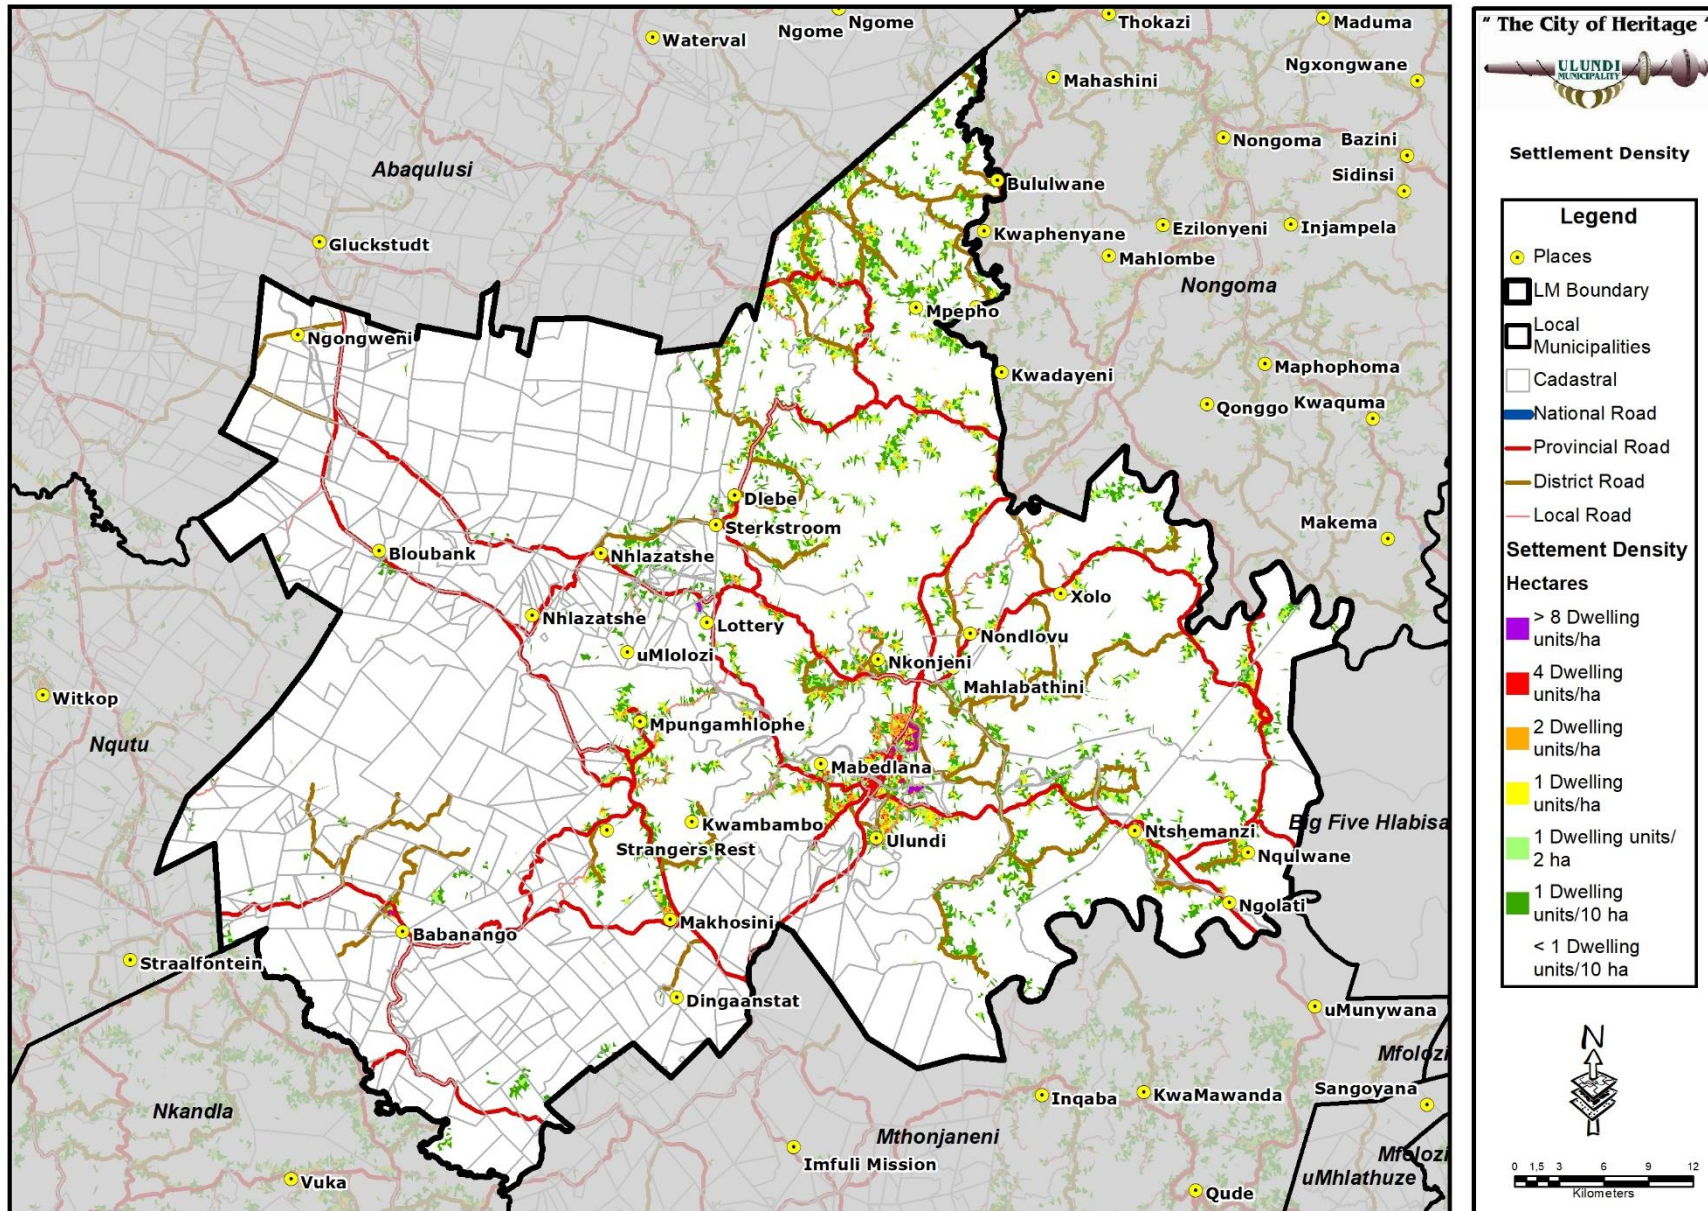 Ngome
Ngome
Thokazi
Maduma
Waterval
Ngxongwane
Mahashini
Nongoma
Bazini
Abaqulusi
Sidinsi
Bululwane
Gluckstudt
Kwaphenyane
Ezilonyeni
Injampela
Mahlombe
Nongoma
Mpepho
Ngongweni
Kwadayeni
Maphophoma
Qonggo
Kwaquma
Dlebe
Sterkstroom
Makema
Bloubank
Nhlazatshe
Xolo
Nhlazatshe
Lottery
Nondlovu
uMlolozi
Nkonjeni
Mahlabathini
Witkop
Mpungamhlophe
Nqutu
Mabedlana
Kwambambo
Big Five Hlabisa
Strangers Rest
Ulundi
Ntshemanzi
Nqulwane
Ngolati
Makhosini
Babanango
Straalfontein
Dingaanstat
uMunywana
Mfolozi
Sangoyana
Inqaba
KwaMawanda
Nkandla
Mthonjaneni
Imfuli Mission
Mfolozi
uMhlathuze
Vuka
Qude
" The City of Heritage "
ULUNDI
MUNICIPALITY
Settlement Density
Legend
Places
LM Boundary
Local
Municipalities
Cadastral
National Road
Provincial Road
District Road
Local Road
Settement Density
Hectares
> 8 Dwelling
units/ha
4 Dwelling
units/ha
2 Dwelling
units/ha
1 Dwelling
units/ha
1 Dwelling units/
2 ha
1 Dwelling
units/10 ha
< 1 Dwelling
units/10 ha
N
0 1,5 3 6 9 12
Kilometers